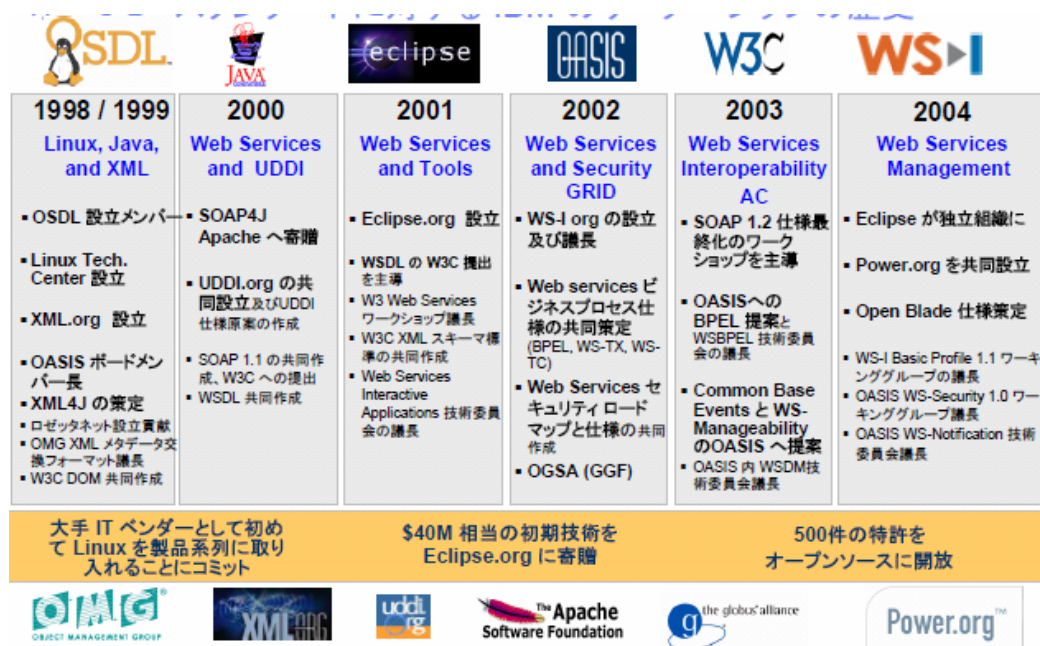 に対する IBM の
の歴史
OSDL
JAVA
eclipse
OASIS
W3C
WS-I
1998 / 1999
Linux, Java,
and XML
▪ OSDL 設立メンバー
▪ Linux Tech.
Center 設立
▪ XML.org 設立
▪ OASIS ボードメン
バー長
▪ XML4J の策定
▪ ロゼッタネット設立貢献
▪ OMG XML メタデータ交
換フォーマット議長
▪ W3C DOM 共同作成
2000
Web Services
and UDDI
▪ SOAP4J
Apache へ寄贈
▪ UDDI.org の共
同設立及びUDDI
仕様原案の作成
▪ SOAP 1.1 の共同作
成、W3C への提出
▪ WSDL 共同作成
2001
Web Services
and Tools
▪ Eclipse.org 設立
▪ WSDL の W3C 提出
を主導
▪ W3 Web Services
ワークショップ議長
▪ W3C XML スキーマ標
準の共同作成
▪ Web Services
Interactive
Applications 技術委員
会の議長
2002
Web Services
and Security
GRID
▪ WS-I org の設立
及び議長
▪ Web services ビ
ジネスプロセス仕
様の共同策定
(BPEL, WS-TX, WS-
TC)
▪ Web Services セ
キュリティ ロード
マップと仕様の共同
作成
▪ OGSA (GGF)
2003
Web Services
Interoperability
AC
▪ SOAP 1.2 仕様最
終化のワーク
ショップを主導
▪ OASISへの
BPEL 提案と
WSBPEL 技術委員
会の議長
▪ Common Base
Events と WS-
Manageability
のOASIS へ提案
▪ OASIS 内 WSDM技
術委員会議長
2004
Web Services
Management
▪ Eclipse が独立組織に
▪ Power.org を共同設立
▪ Open Blade 仕様策定
▪ WS-I Basic Profile 1.1 ワーキ
ンググループの議長
▪ OASIS WS-Security 1.0 ワー
キンググループ議長
▪ OASIS WS-Notification 技術
委員会議長
大手 IT ベンダーとして初め
て Linux を製品系列に取り
入れることにコミット
$40M 相当の初期技術を
Eclipse.org に寄贈
500件の特許を
オープンソースに開放
OMG
OBJECT MANAGEMENT GROUP
XML.ORG
uddi
org
The Apache
Software Foundation
g the globus alliance
Power.org™